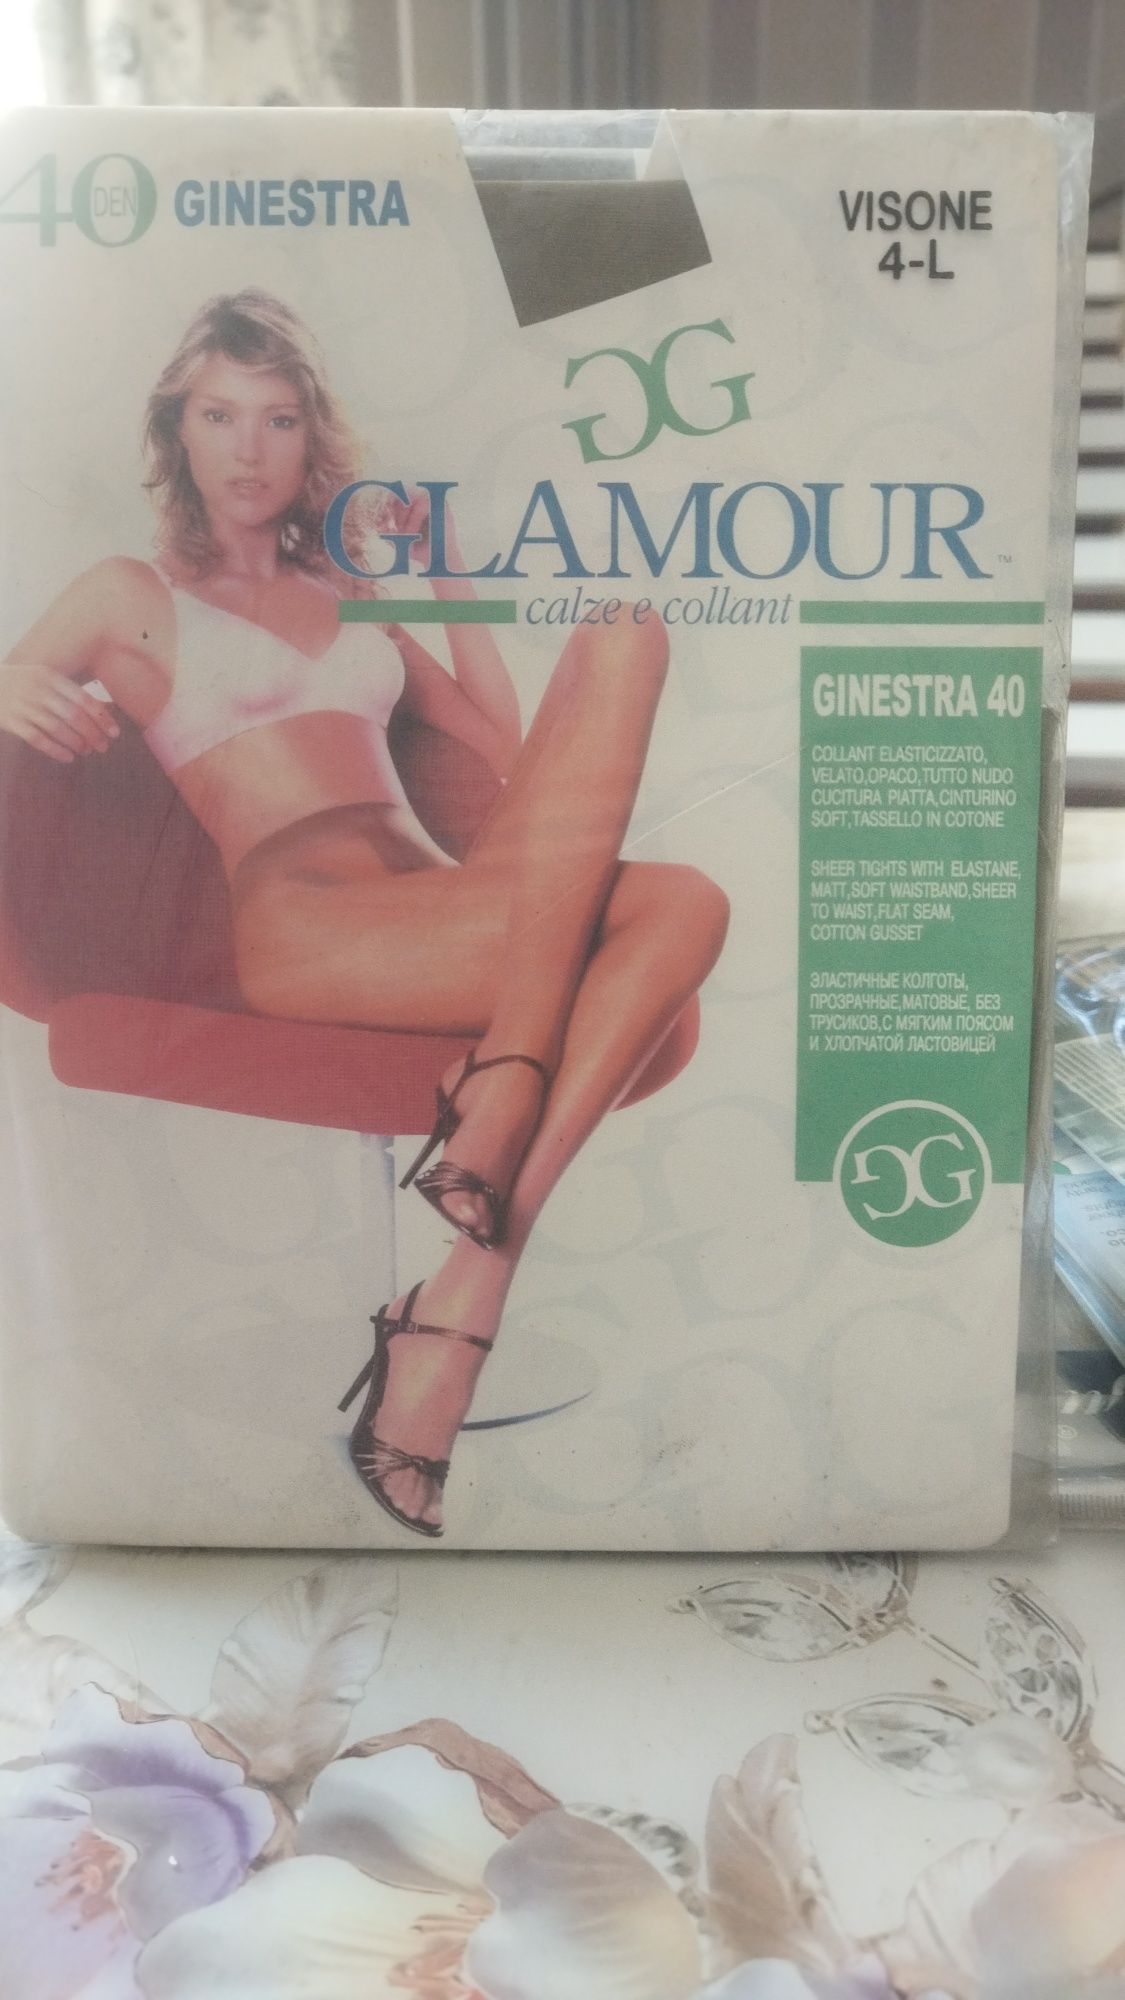 40 DEN GINESTRA
VISONE
4-L
GG
GLAMOUR™
calze e collant
GINESTRA 40
COLLANT ELASTICIZZATO,
VELATO,OPACO,TUTTO NUDO
CUCITURA PIATTA,CINTURINO
SOFT,TASSELLO IN COTONE
SHEER TIGHTS WITH ELASTANE,
MATT,SOFT WAISTBAND,SHEER
TO WAIST,FLAT SEAM,
COTTON GUSSET
ЭЛАСТИЧНЫЕ КОЛГОТЫ,
ПРОЗРАЧНЫЕ,МАТОВЫЕ, БЕЗ
ТРУСИКОВ,С МЯГКИМ ПОЯСОМ
И ХЛОПЧАТОЙ ЛАСТОВИЦЕЙ
GG